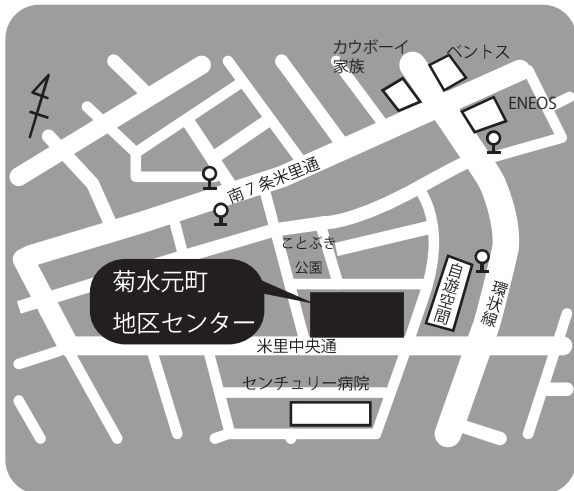 カウボーイ
家族
ベントス
ENEOS
南7条米里通
ことぶき
公園
菊水元町
地区センター
自遊空間
環状線
米里中央通
センチュリー病院